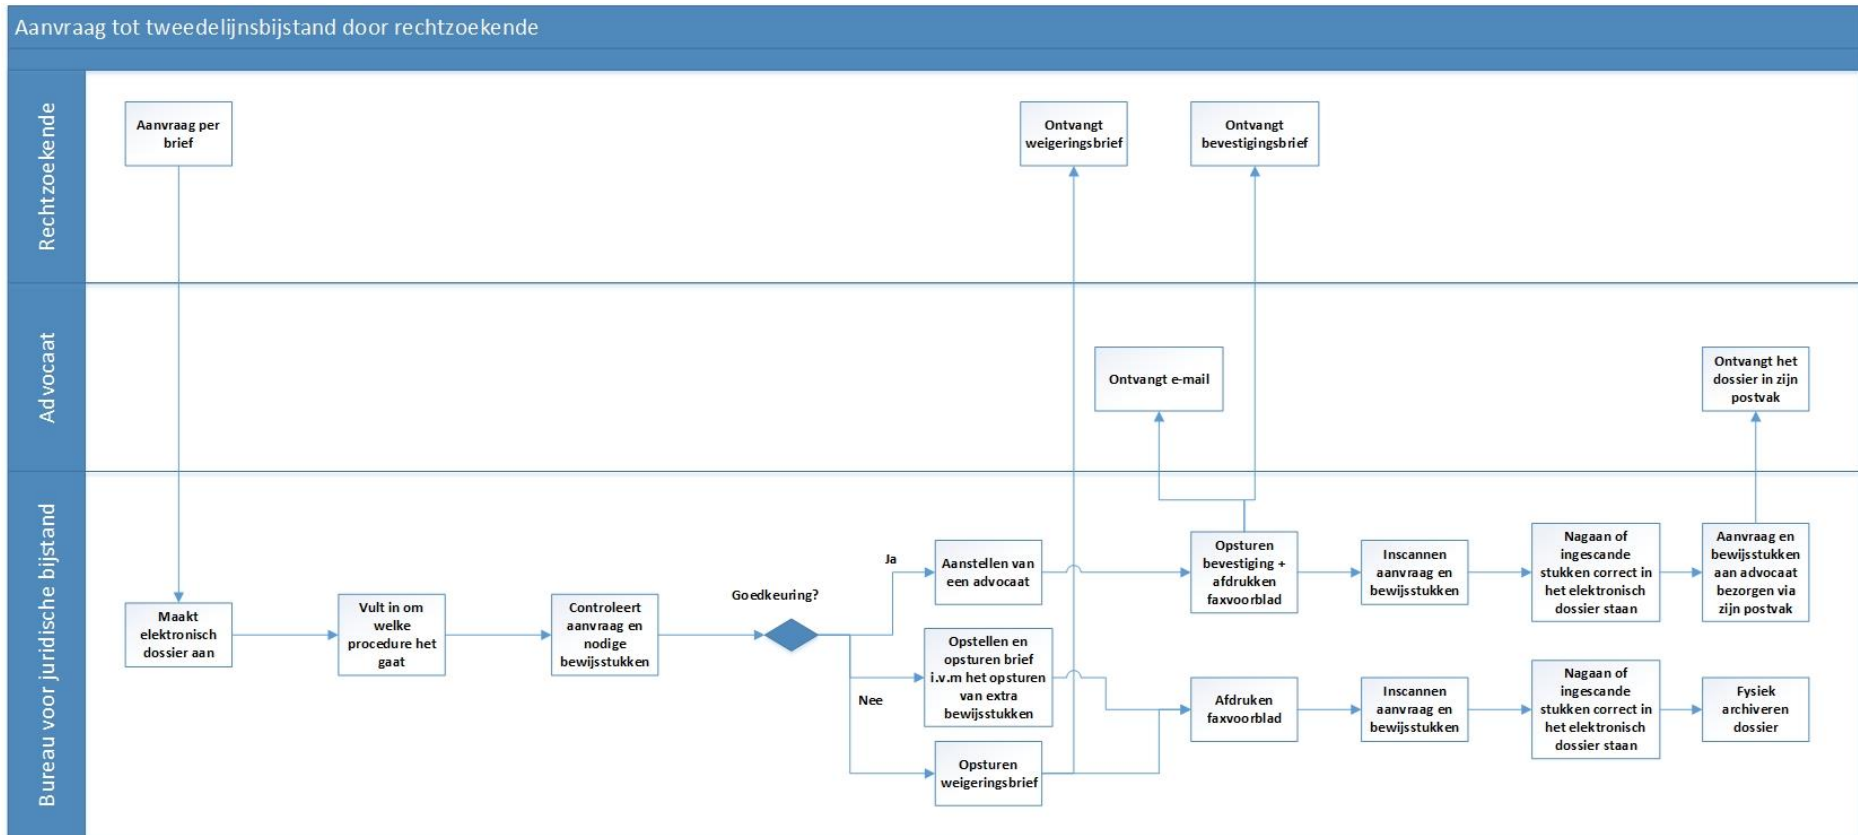 Aanvraag tot tweedelijnsbijstand door rechtzoekende
Rechtzoekende
Aanvraag per
brief
Ontvangt
weigeringsbrief
Ontvangt
bevestigingsbrief
Advocaat
Ontvangt e-mail
Ontvangt het
dossier in zijn
postvak
Bureau voor juridische bijstand
Maakt
elektronisch
dossier aan
Vult in om
welke
procedure het
gaat
Controleert
aanvraag en
nodige
bewijsstukken
Goedkeuring?
Ja
Nee
Aanstellen van
een advocaat
Opsturen
bevestiging +
afdrukken
faxvoorblad
Inscannen
aanvraag en
bewijsstukken
Nagaan of
ingescande
stukken correct in
het elektronisch
dossier staan
Aanvraag en
bewijsstukken
aan advocaat
bezorgen via
zijn postvak
Opstellen en
opsturen brief
i.v.m het opsturen
van extra
bewijsstukken
Opsturen
weigeringsbrief
Afdrukken
faxvoorblad
Inscannen
aanvraag en
bewijsstukken
Nagaan of
ingescande
stukken correct in
het elektronisch
dossier staan
Fysiek
archiveren
dossier